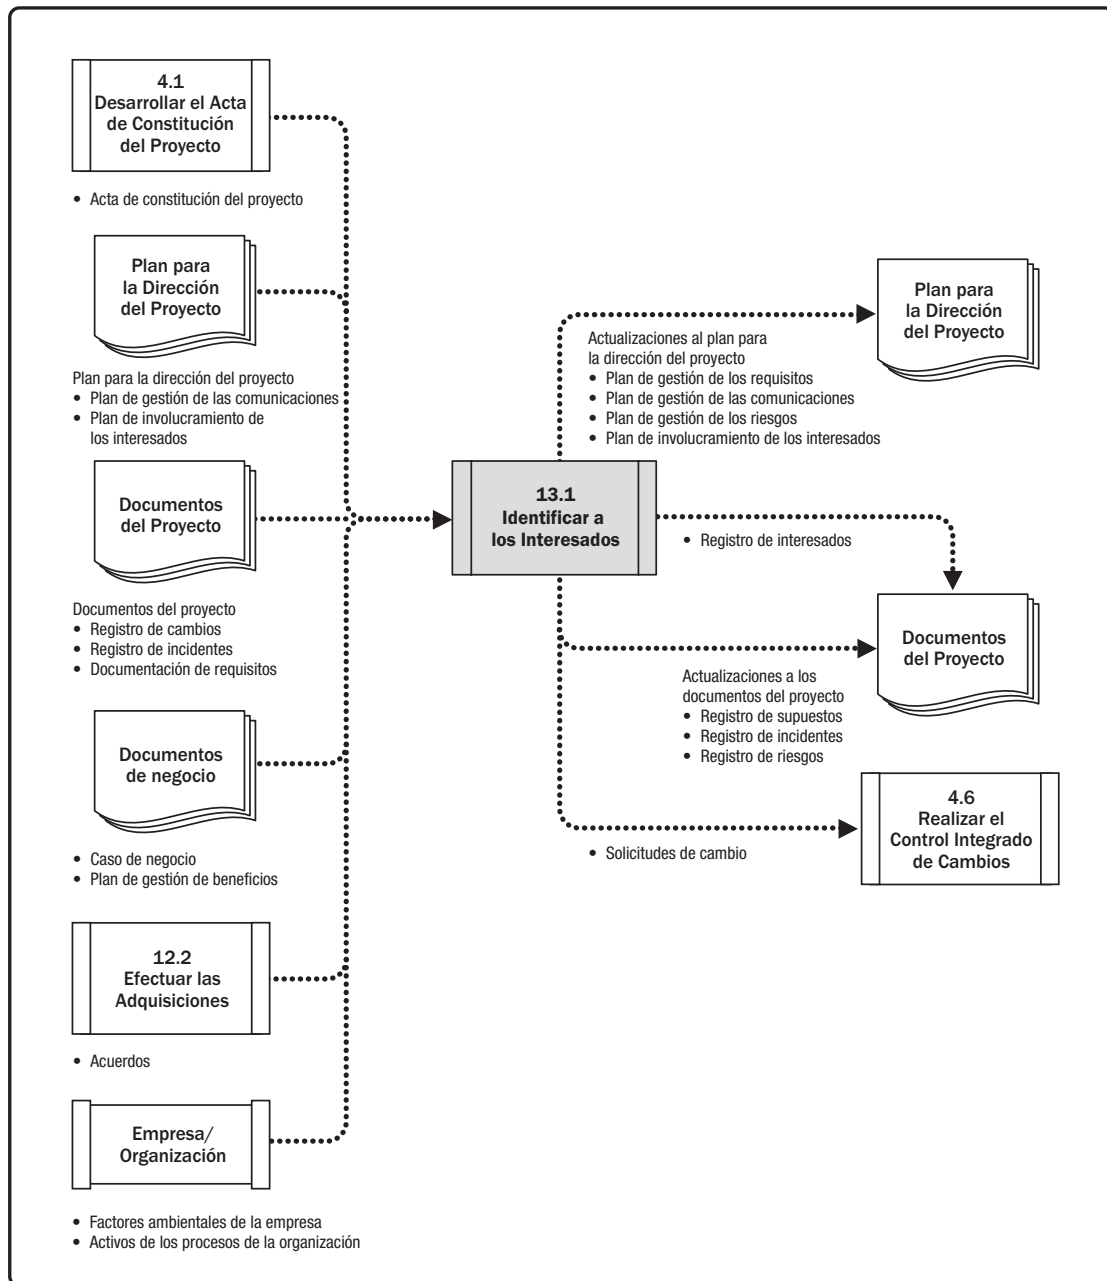 4.1
Desarrollar el Acta
de Constitución
del Proyecto
• Acta de constitución del proyecto
Plan para
la Dirección
del Proyecto
Plan para la dirección del proyecto
• Plan de gestión de las comunicaciones
• Plan de involucramiento de
los interesados
Documentos
del Proyecto
Documentos del proyecto
• Registro de cambios
• Registro de incidentes
• Documentación de requisitos
Documentos
de negocio
• Caso de negocio
• Plan de gestión de beneficios
12.2
Efectuar las
Adquisiciones
• Acuerdos
Empresa/
Organización
• Factores ambientales de la empresa
• Activos de los procesos de la organización
13.1
Identificar a
los Interesados
Actualizaciones al plan para
la dirección del proyecto
• Plan de gestión de los requisitos
• Plan de gestión de las comunicaciones
• Plan de gestión de los riesgos
• Plan de involucramiento de los interesados
Plan para
la Dirección
del Proyecto
• Registro de interesados
Documentos
del Proyecto
Actualizaciones a los
documentos del proyecto
• Registro de supuestos
• Registro de incidentes
• Registro de riesgos
• Solicitudes de cambio
4.6
Realizar el
Control Integrado
de Cambios